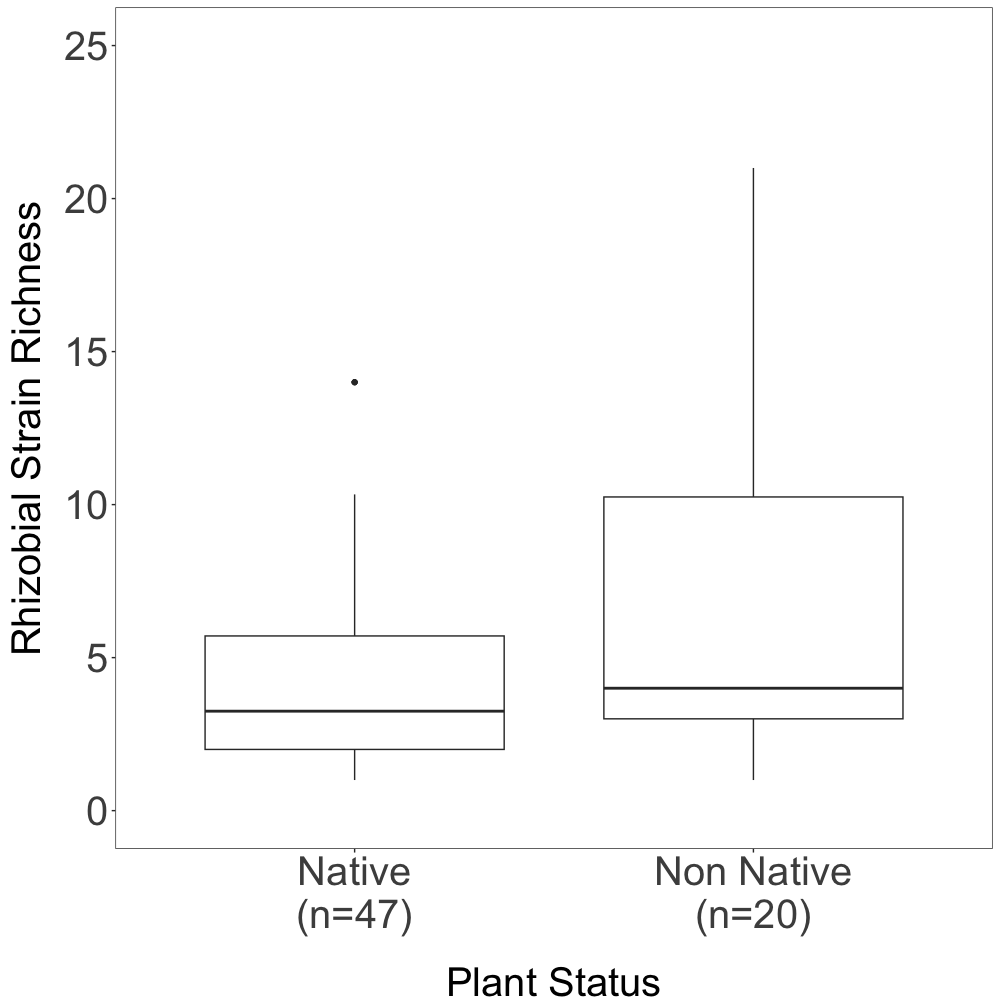 25
20
15
10
5
0
Rhizobial Strain Richness
Native
(n=47)
Non Native
(n=20)
Plant Status